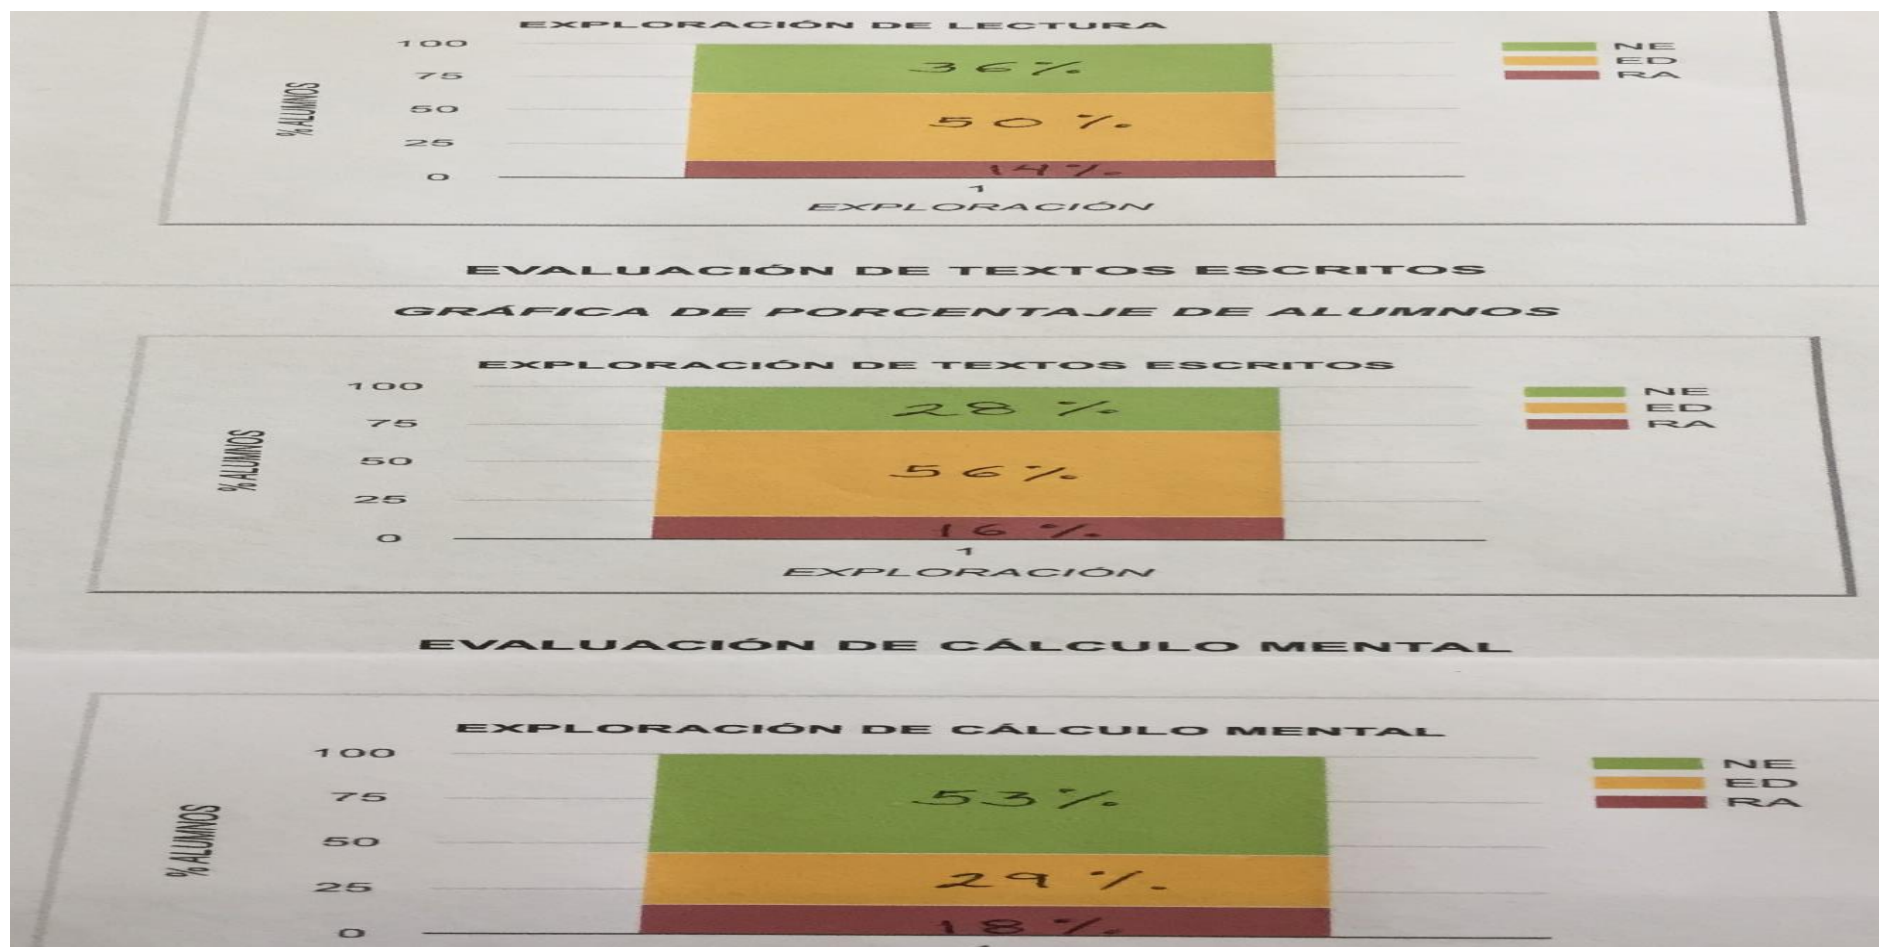 EXPLORACIÓN DE LECTURA
% ALUMNOS
100
75
50
25
0
36%
50%
14%
1
EXPLORACIÓN
NE
ED
RA
EVALUACIÓN DE TEXTOS ESCRITOS
GRÁFICA DE PORCENTAJE DE ALUMNOS
EXPLORACIÓN DE TEXTOS ESCRITOS
% ALUMNOS
100
75
50
25
0
28%
56%
16%
1
EXPLORACIÓN
NE
ED
RA
EVALUACIÓN DE CÁLCULO MENTAL
EXPLORACIÓN DE CÁLCULO MENTAL
% ALUMNOS
100
75
50
25
0
53%
29%
18%
NE
ED
RA